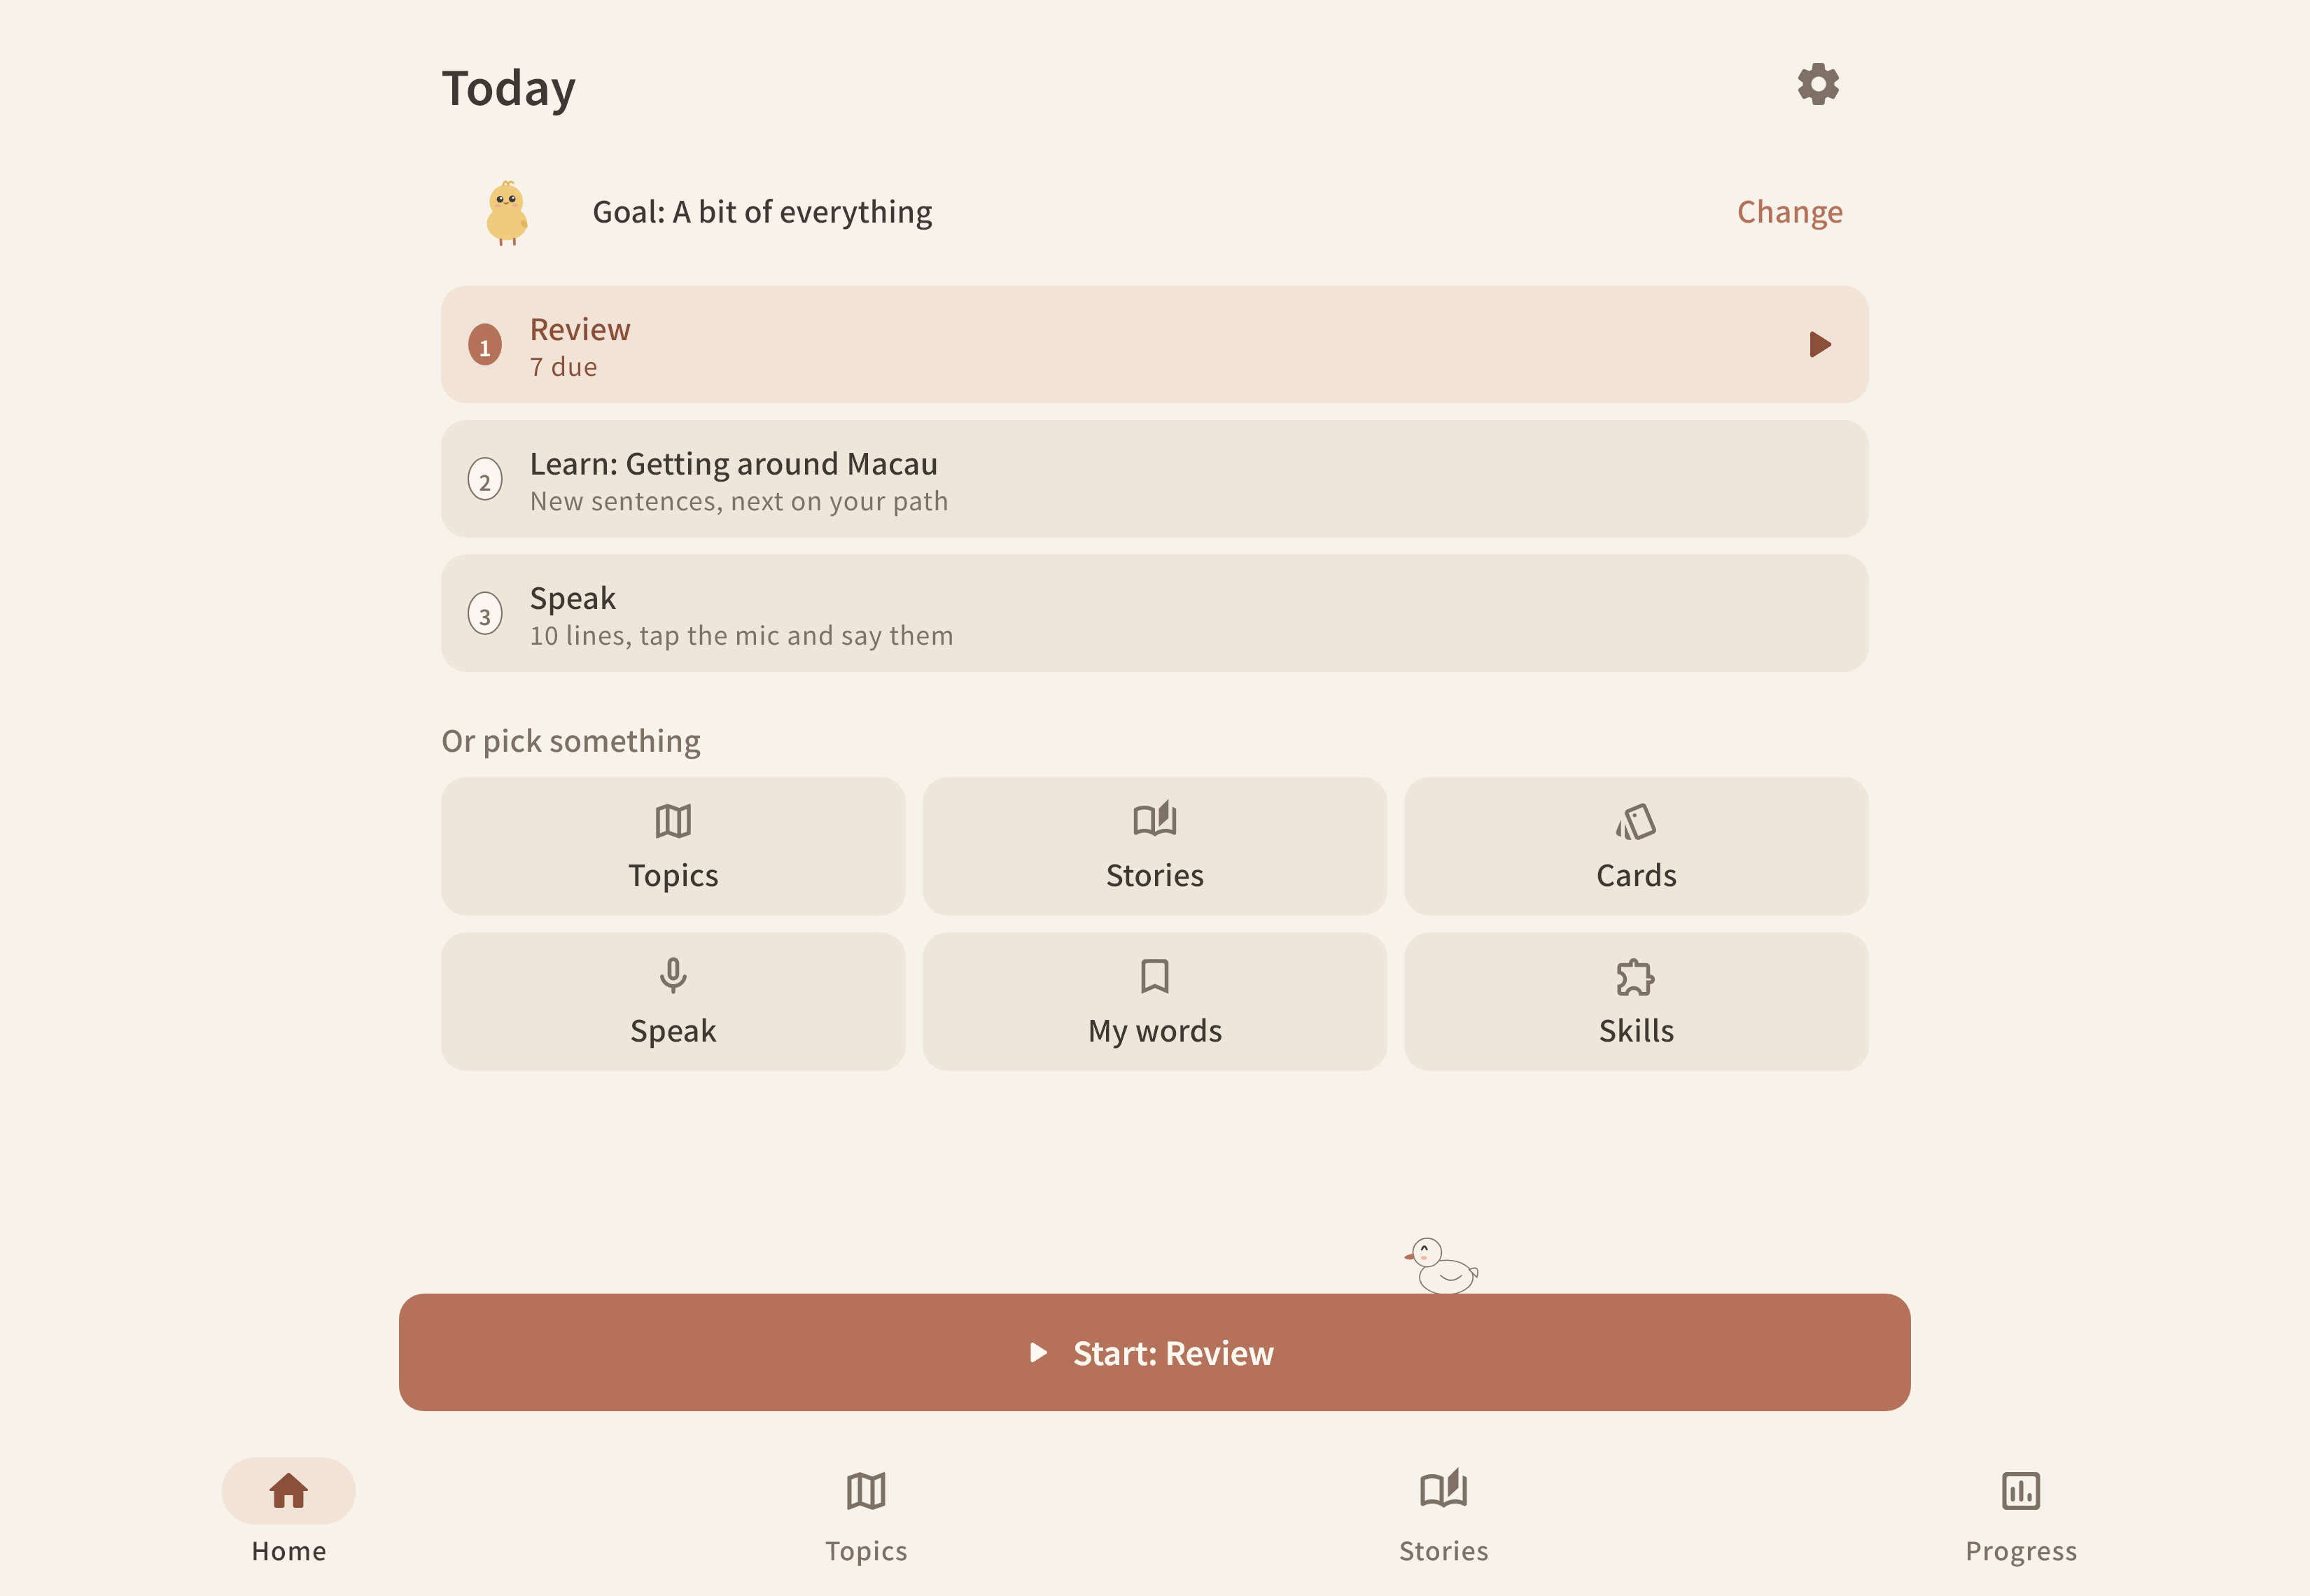 Today
Goal: A bit of everything
Change
1
Review
7 due
2
Learn: Getting around Macau
New sentences, next on your path
3
Speak
10 lines, tap the mic and say them
Or pick something
Topics
Stories
Cards
Speak
My words
Skills
Start: Review
Home
Topics
Stories
Progress